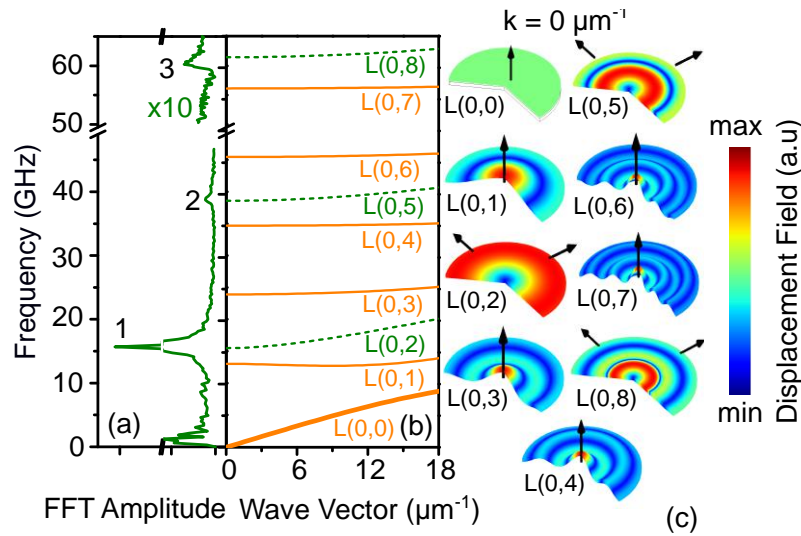 60
50
40
30
20
10
0
Frequency (GHz)
3
x10
2
1
(a)
FFT Amplitude
L(0,8)
L(0,7)
L(0,6)
L(0,5)
L(0,4)
L(0,3)
L(0,2)
L(0,1)
L(0,0)
(b)
0 6 12 18
Wave Vector (µm⁻¹)
k = 0 µm⁻¹
L(0,0)
L(0,5)
L(0,1)
L(0,6)
L(0,2)
L(0,7)
L(0,3)
L(0,8)
L(0,4)
(c)
max
min
Displacement Field (a.u)